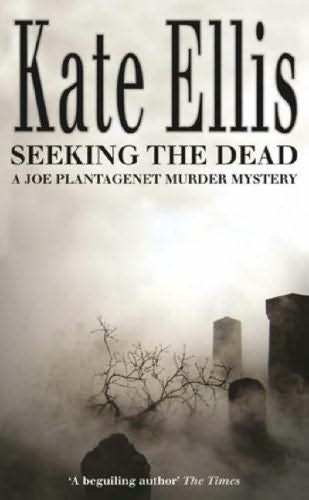 Kate Ellis
SEEKING THE DEAD
A JOE PLANTAGENET MURDER MYSTERY
‘A beguiling author’ The Times